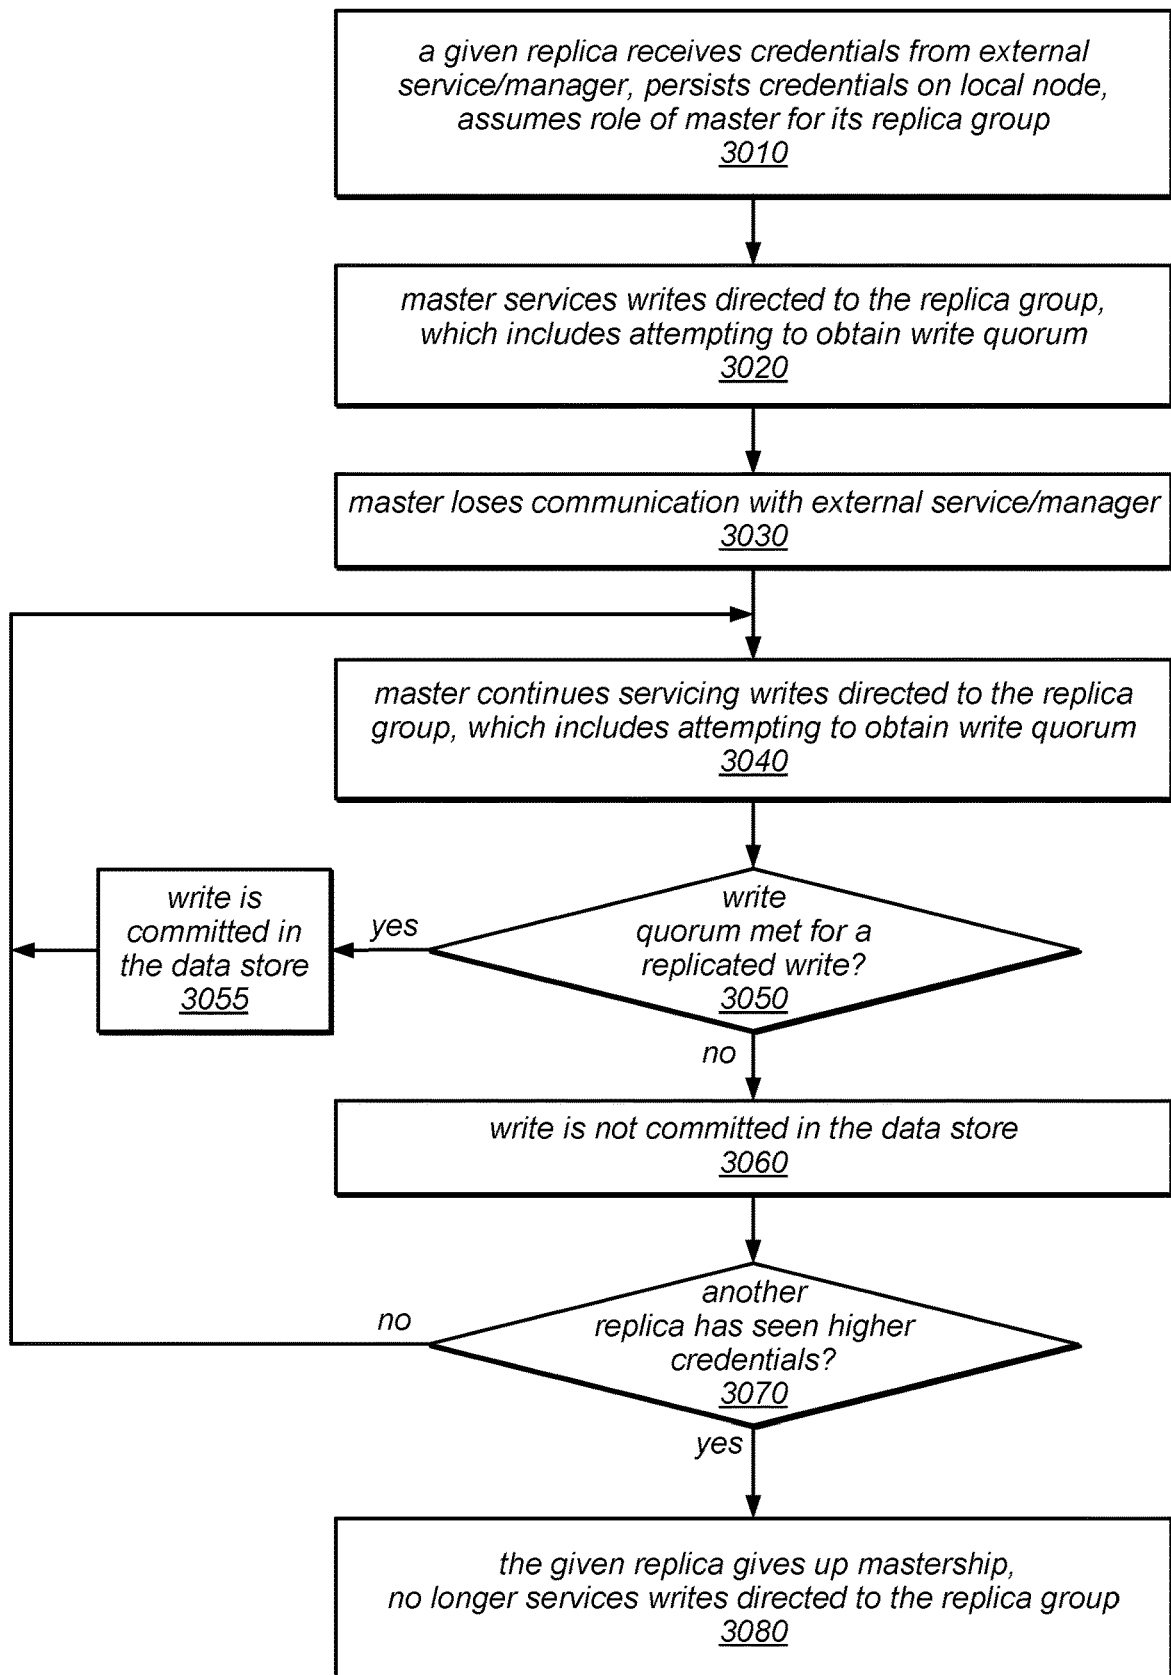 a given replica receives credentials from external
service/manager, persists credentials on local node,
assumes role of master for its replica group
3010
master services writes directed to the replica group,
which includes attempting to obtain write quorum
3020
master loses communication with external service/manager
3030
master continues servicing writes directed to the replica
group, which includes attempting to obtain write quorum
3040
write
quorum met for a
replicated write?
3050
yes
write is
committed in
the data store
3055
no
write is not committed in the data store
3060
another
replica has seen higher
credentials?
3070
no
yes
the given replica gives up mastership,
no longer services writes directed to the replica group
3080